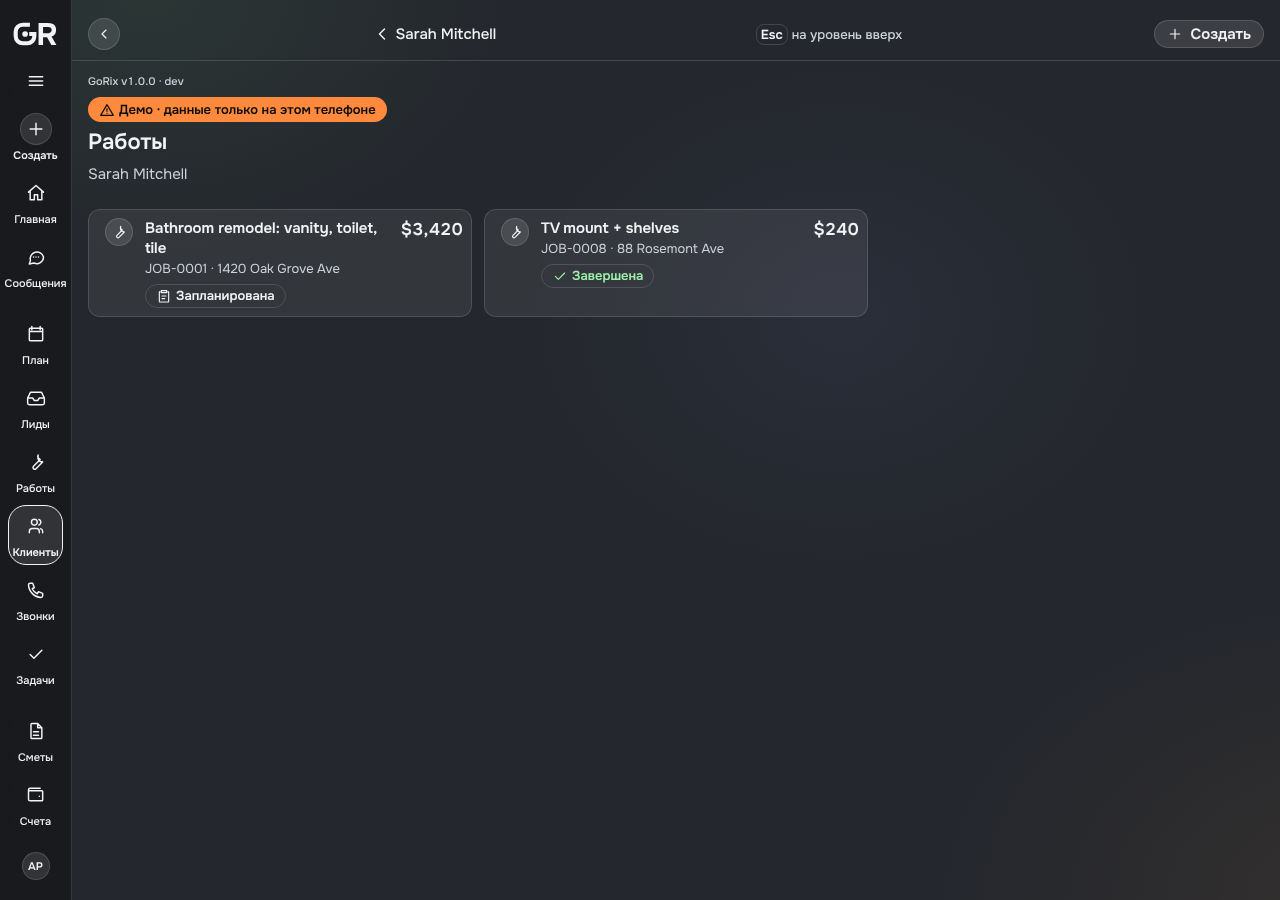 GR
Sarah Mitchell
Esc на уровень вверх
Создать
GoRix v1.0.0 · dev
Демо · данные только на этом телефоне
Работы
Sarah Mitchell
Bathroom remodel: vanity, toilet,
tile
$3,420
JOB-0001 · 1420 Oak Grove Ave
Запланирована
TV mount + shelves
$240
JOB-0008 · 88 Rosemont Ave
Завершена
Создать
Главная
Сообщения
План
Лиды
Работы
Клиенты
Звонки
Задачи
Сметы
Счета
AP